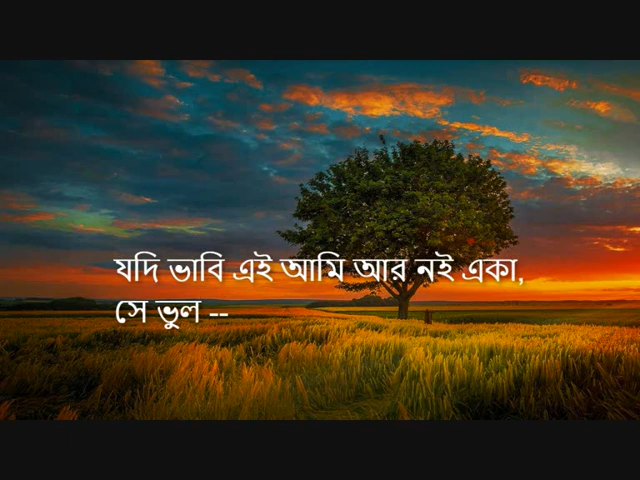 যদি ভাবি এই আমি আর নই একা,
সে ভুল --